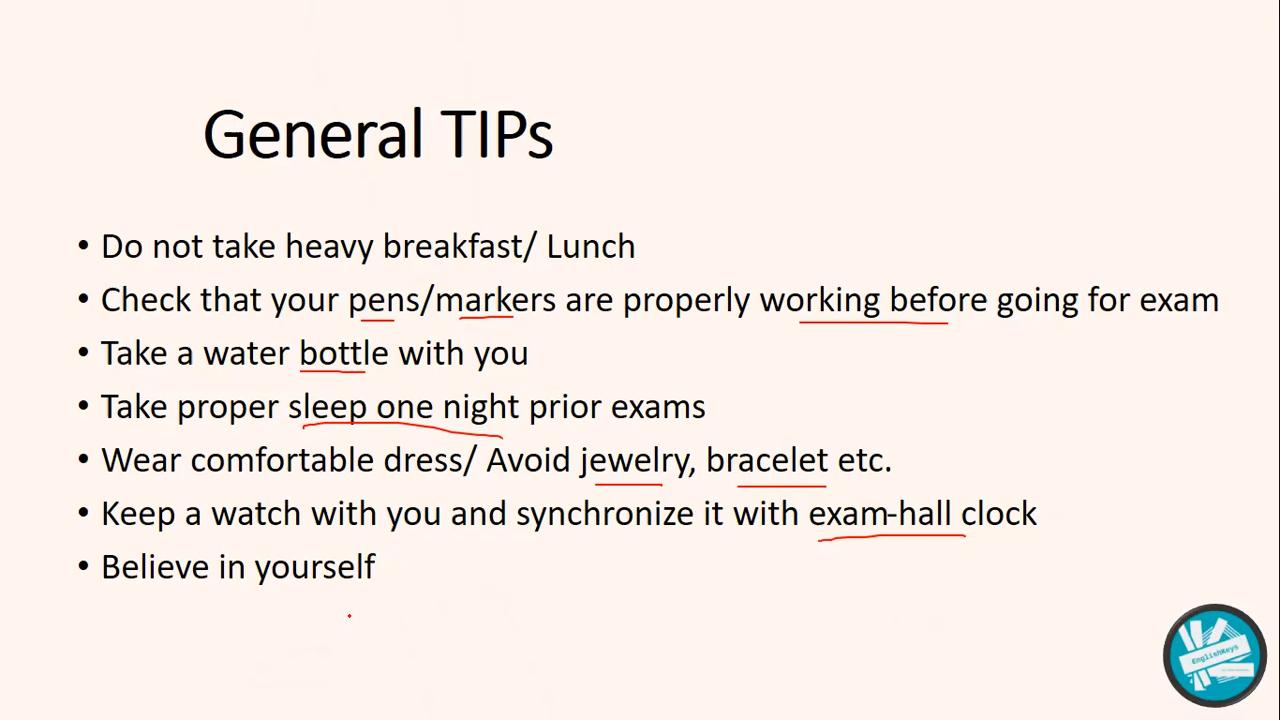 General TIPs
• Do not take heavy breakfast/ Lunch
• Check that your pens/markers are properly working before going for exam
• Take a water bottle with you
• Take proper sleep one night prior exams
• Wear comfortable dress/ Avoid jewelry, bracelet etc.
• Keep a watch with you and synchronize it with exam-hall clock
• Believe in yourself
EnglishKeys